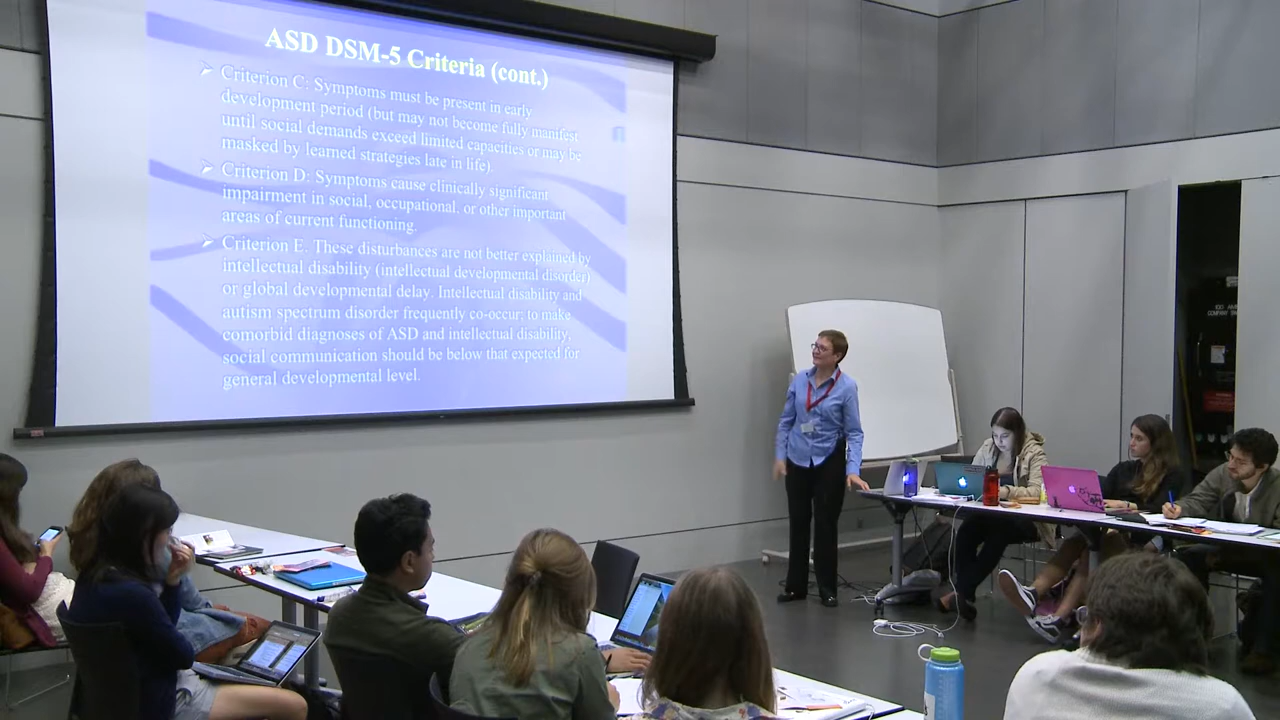 ASD DSM-5 Criteria (cont.)
Criterion C: Symptoms must be present in early
development period (but may not become fully manifest
until social demands exceed limited capacities or may be
masked by learned strategies late in life).
Criterion D: Symptoms cause clinically significant
impairment in social, occupational, or other important
areas of current functioning.
Criterion E. These disturbances are not better explained by
intellectual disability (intellectual developmental disorder)
or global developmental delay. Intellectual disability and
autism spectrum disorder frequently co-occur; to make
comorbid diagnoses of ASD and intellectual disability,
social communication should be below that expected for
general developmental level.